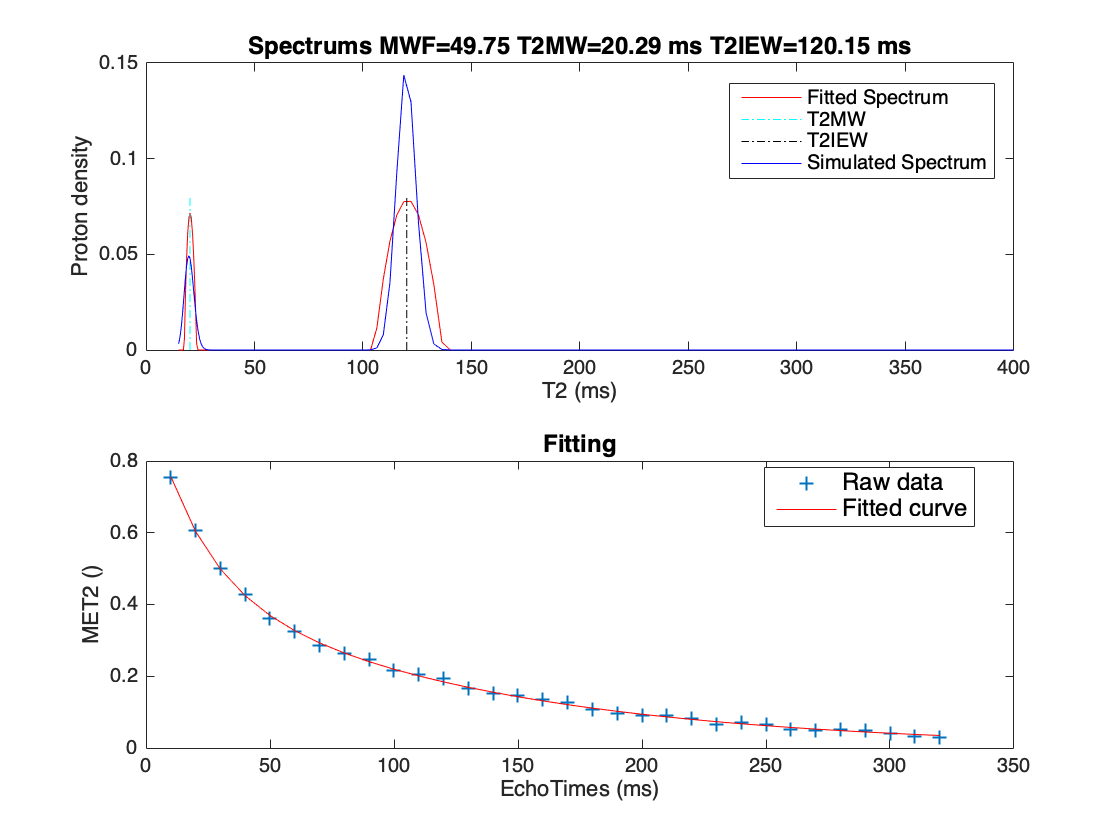 Spectrums MWF=49.75 T2MW=20.29 ms T2IEW=120.15 ms
0.15
0.1
0.05
0
Proton density
Fitted Spectrum
T2MW
T2IEW
Simulated Spectrum
0 50 100 150 200 250 300 350 400
T2 (ms)
Fitting
0.8
0.6
0.4
0.2
0
MET2 ()
Raw data
Fitted curve
0 50 100 150 200 250 300 350
EchoTimes (ms)